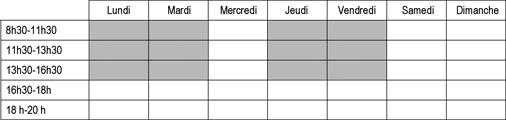 Lundi Mardi Mercredi Jeudi Vendredi Samedi Dimanche
8h30-11h30
11h30-13h30
13h30-16h30
16h30-18h
18 h-20 h